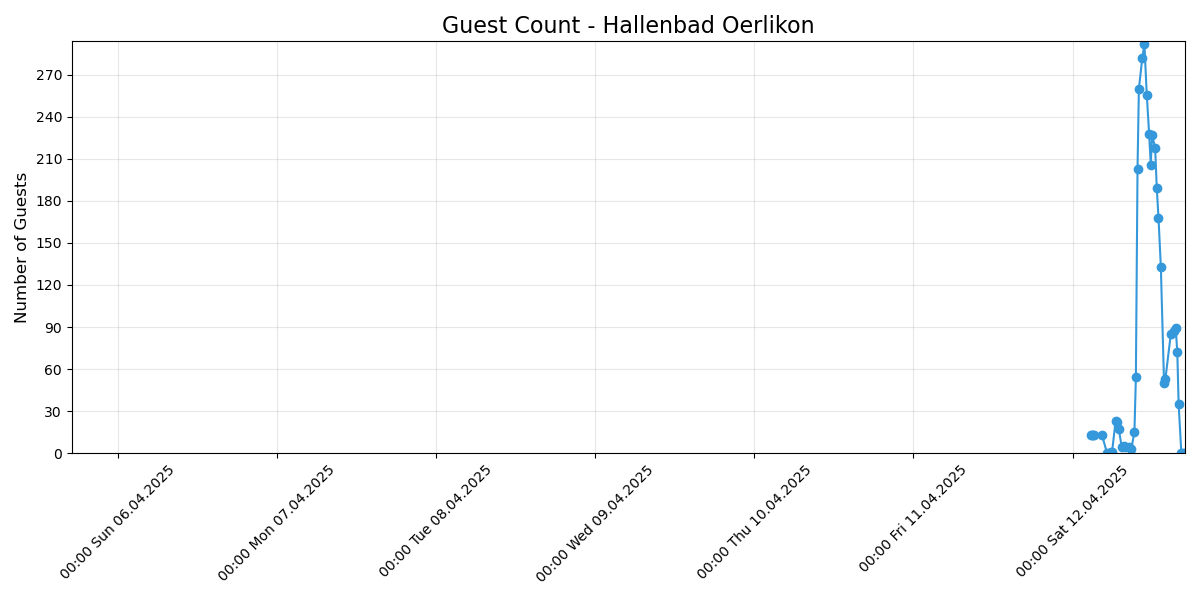 Guest Count - Hallenbad Oerlikon
Number of Guests
270
240
210
180
150
120
90
60
30
0
00:00 Sun 06.04.2025
00:00 Mon 07.04.2025
00:00 Tue 08.04.2025
00:00 Wed 09.04.2025
00:00 Thu 10.04.2025
00:00 Fri 11.04.2025
00:00 Sat 12.04.2025